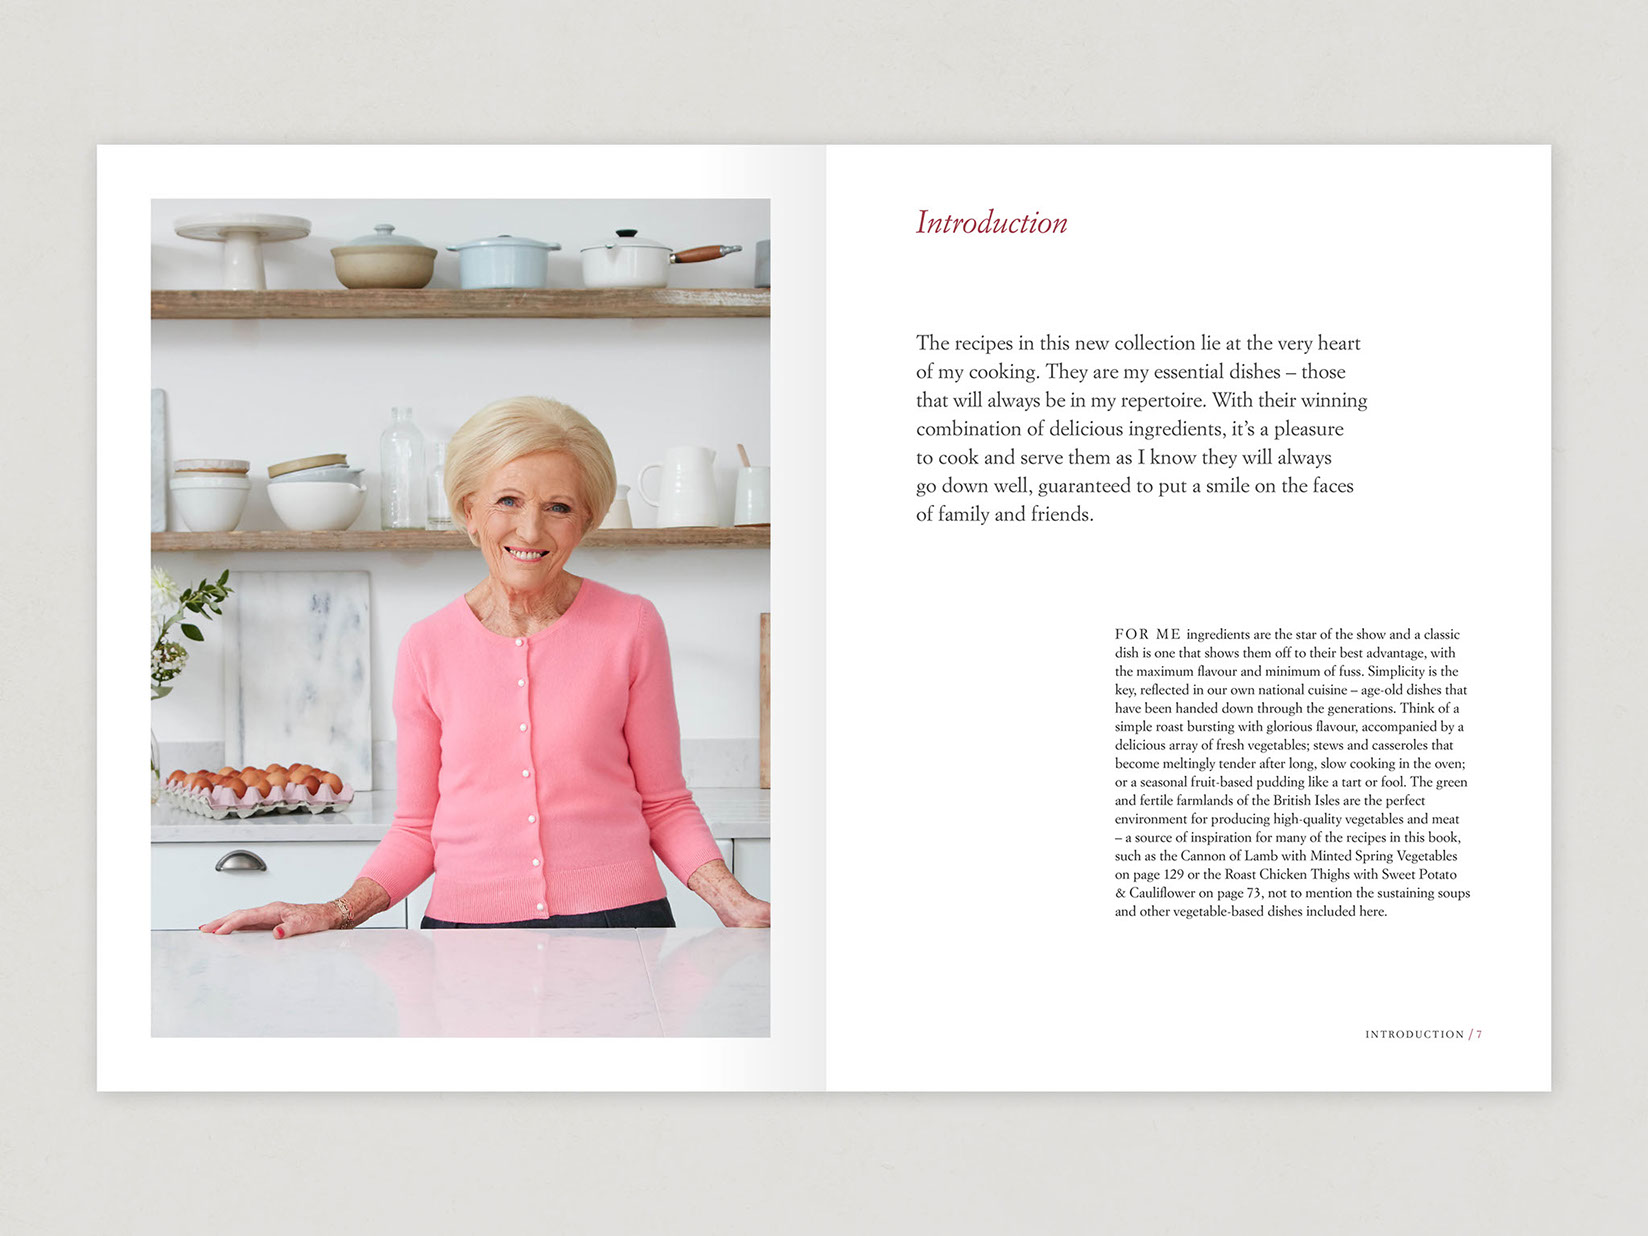 Introduction
The recipes in this new collection lie at the very heart
of my cooking. They are my essential dishes – those
that will always be in my repertoire. With their winning
combination of delicious ingredients, it’s a pleasure
to cook and serve them as I know they will always
go down well, guaranteed to put a smile on the faces
of family and friends.
FOR ME ingredients are the star of the show and a classic
dish is one that shows them off to their best advantage, with
the maximum flavour and minimum of fuss. Simplicity is the
key, reflected in our own national cuisine – age-old dishes that
have been handed down through the generations. Think of a
simple roast bursting with glorious flavour, accompanied by a
delicious array of fresh vegetables; stews and casseroles that
become meltingly tender after long, slow cooking in the oven;
or a seasonal fruit-based pudding like a tart or fool. The green
and fertile farmlands of the British Isles are the perfect
environment for producing high-quality vegetables and meat
– a source of inspiration for many of the recipes in this book,
such as the Cannon of Lamb with Minted Spring Vegetables
on page 129 or the Roast Chicken Thighs with Sweet Potato
& Cauliflower on page 73, not to mention the sustaining soups
and other vegetable-based dishes included here.
INTRODUCTION / 7